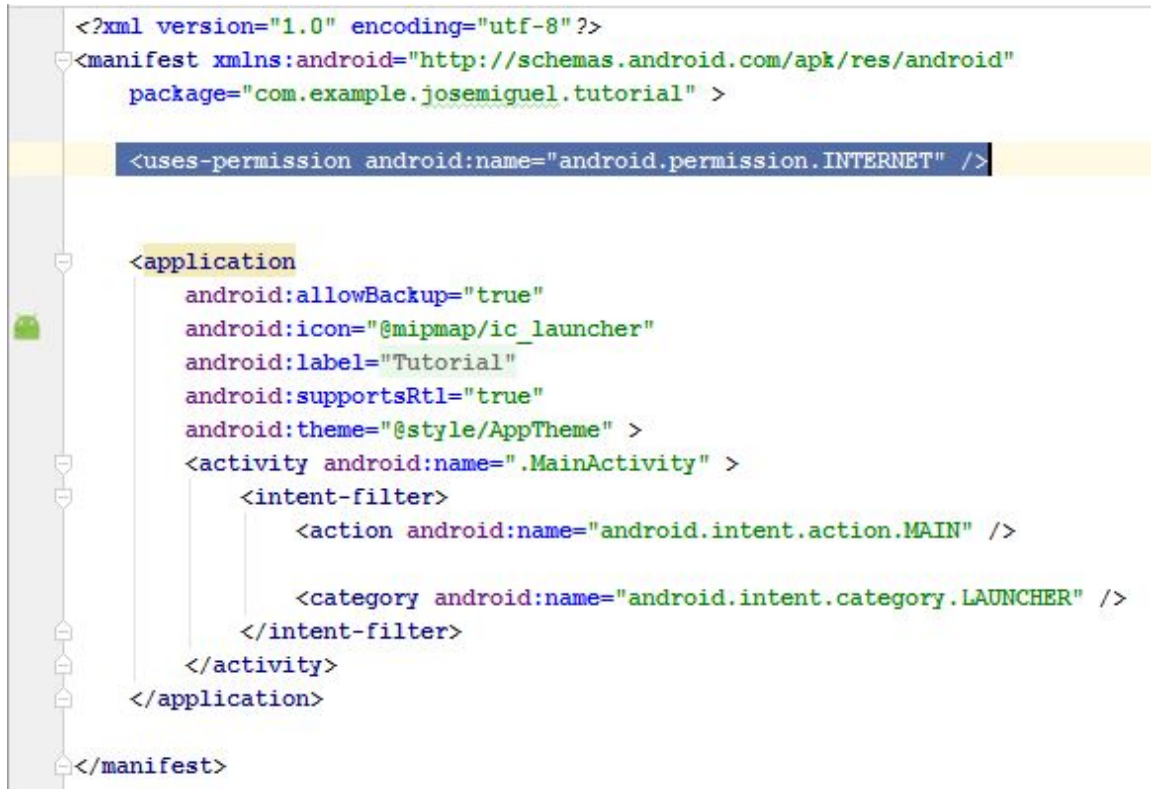 <?xml version="1.0" encoding="utf-8"?>
<manifest xmlns:android="http://schemas.android.com/apk/res/android"
package="com.example.josemiguel.tutorial" >
<uses-permission android:name="android.permission.INTERNET" />
<application
android:allowBackup="true"
android:icon="@mipmap/ic_launcher"
android:label="Tutorial"
android:supportsRtl="true"
android:theme="@style/AppTheme" >
<activity android:name=".MainActivity" >
<intent-filter>
<action android:name="android.intent.action.MAIN" />
<category android:name="android.intent.category.LAUNCHER" />
</intent-filter>
</activity>
</application>
</manifest>